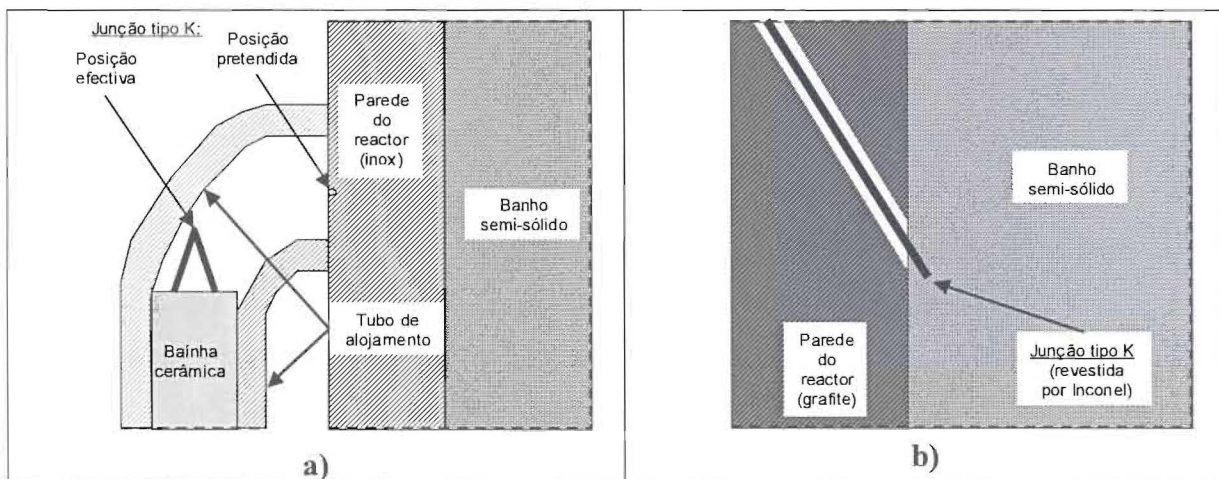 Junção tipo K:
Posição
efectiva
Posição
pretendida
Parede
do
reactor
(inox)
Banho
semi-sólido
Tubo de
alojamento
Baínha
cerâmica
a)
Banho
semi-sólido
Parede
do
reactor
(grafite)
Junção tipo K
(revestida
por Inconel)
b)